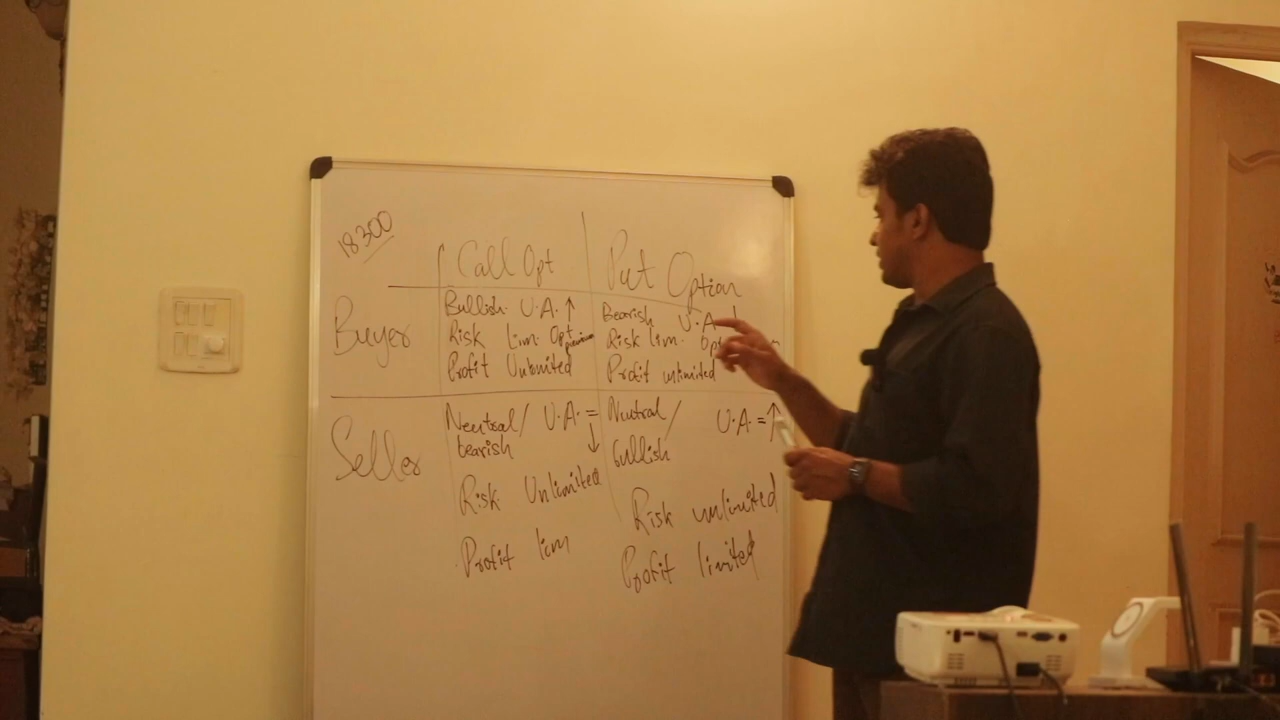 18300
Call Opt
Put Option
Buyer
Bullish U.A. ↑
Risk Lim. Opt premium
Profit Unlimited
Bearish U.A.
Risk lim.
Profit unlimited
Seller
Neutral/ U.A. =
bearish ↓
Risk Unlimited
Profit lim
Neutral/ U.A. = ↑
bullish
Risk unlimited
Profit limited